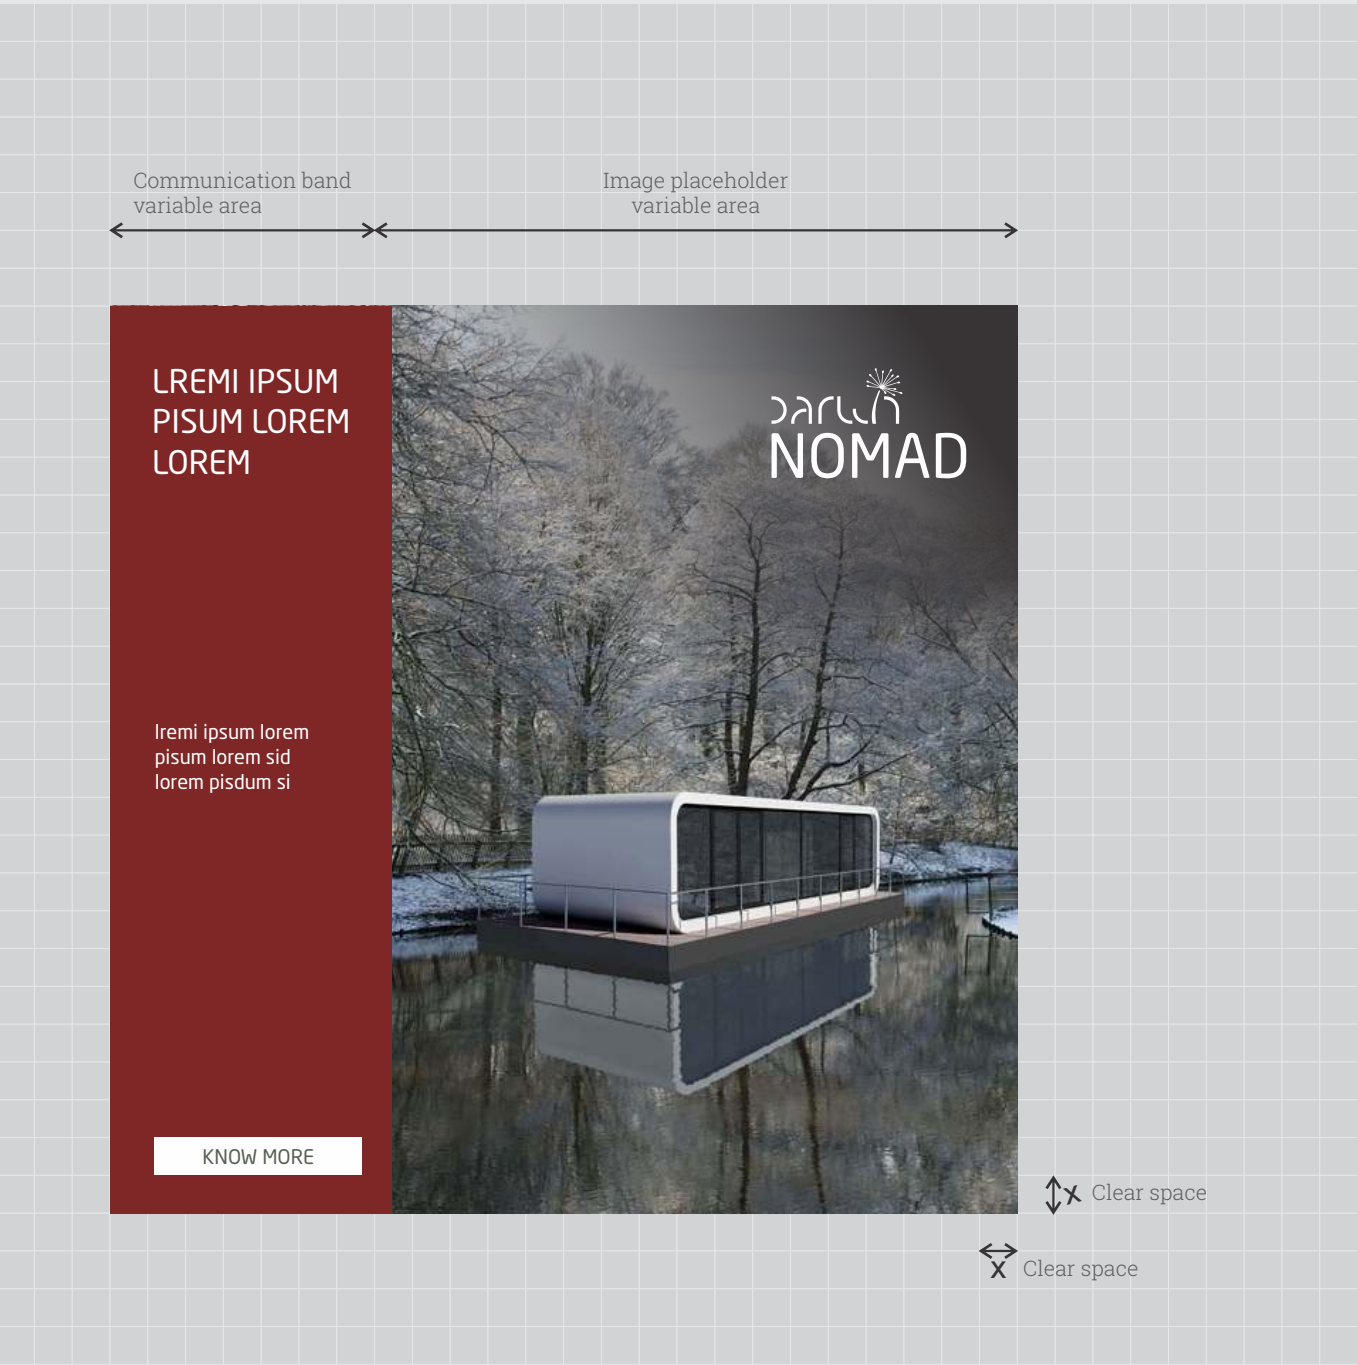 Communication band
variable area
Image placeholder
variable area
LREMI IPSUM
PISUM LOREM
LOREM
darwin
NOMAD
lremi ipsum lorem
pisum lorem sid
lorem pisdum si
KNOW MORE
x Clear space
x
Clear space